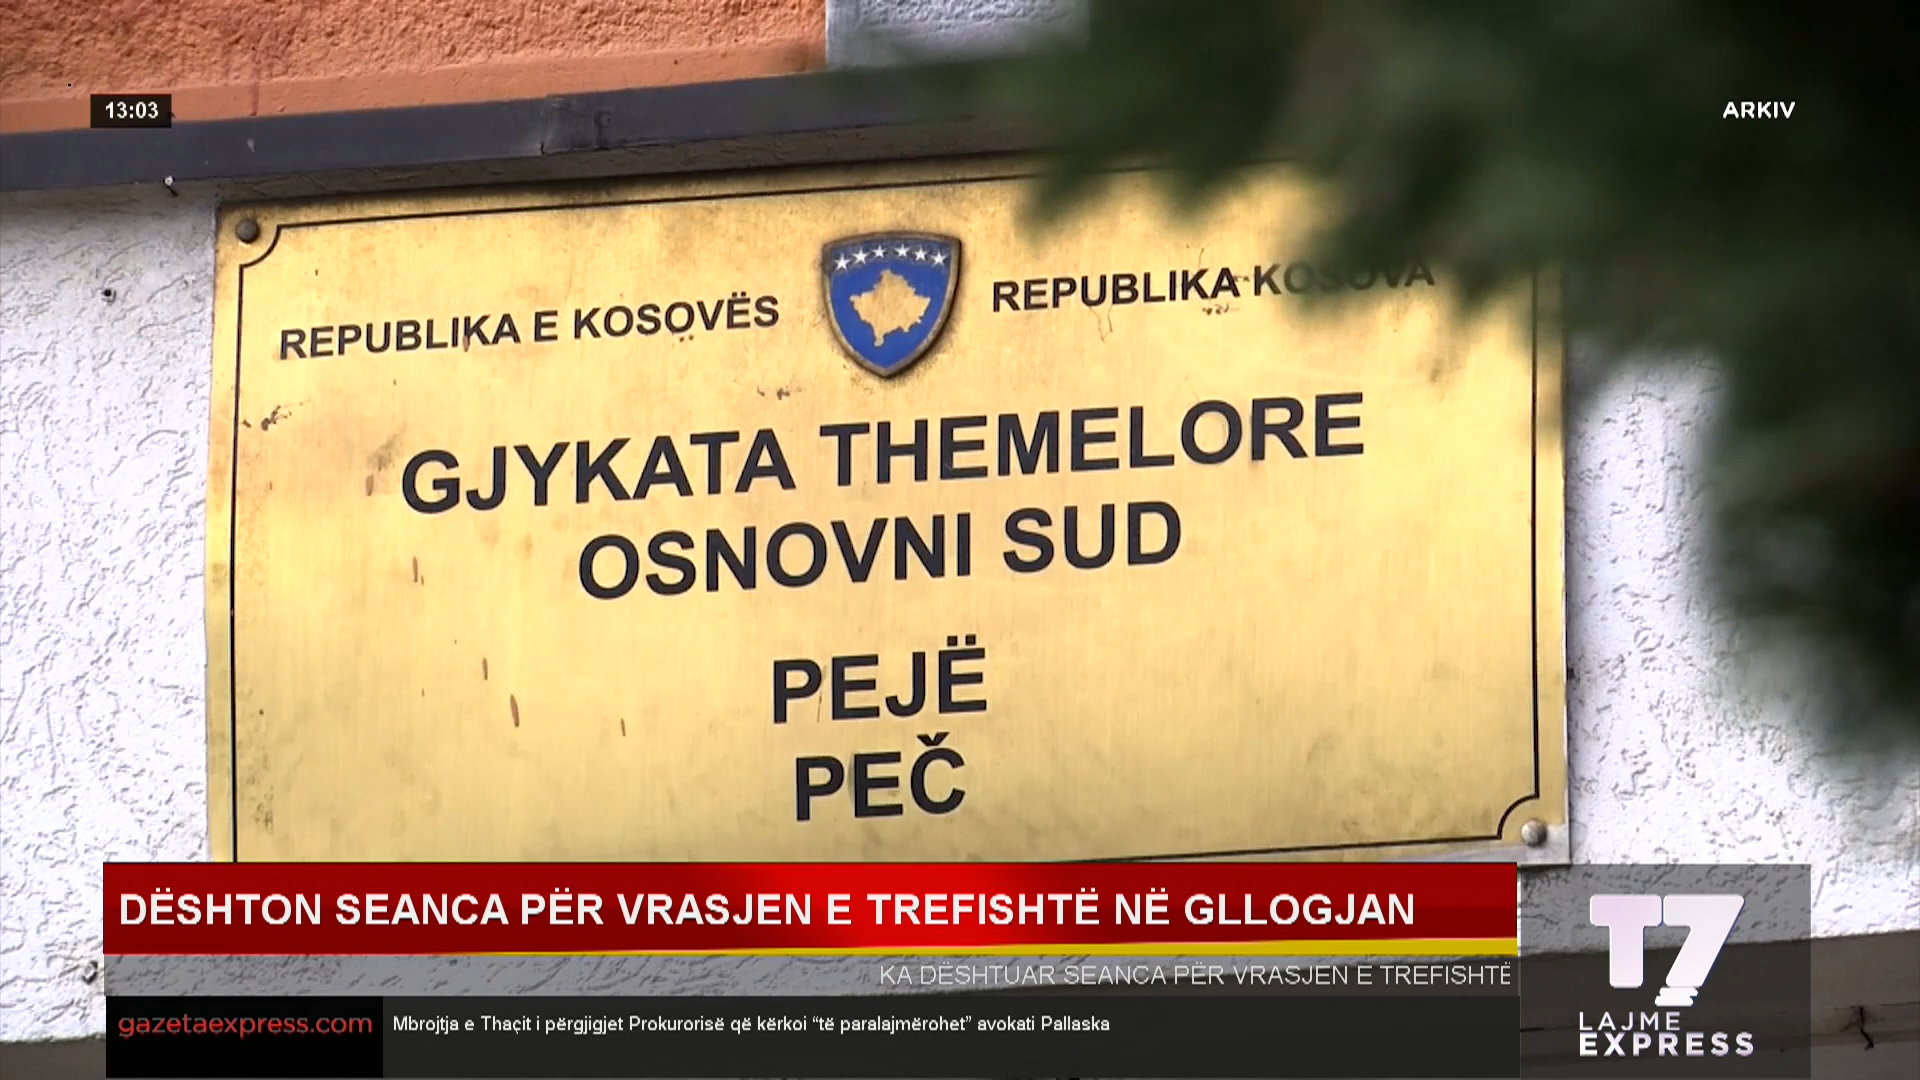 13:03
ARKIV
REPUBLIKA E KOSOVËS
REPUBLIKA KOSOVA
GJYKATA THEMELORE
OSNOVNI SUD
PEJË
PEČ
DËSHTON SEANCA PËR VRASJEN E TREFISHTË NË GLLOGJAN
KA DËSHTUAR SEANCA PËR VRASJEN E TREFISHTË
gazetaexpress.com
Mbrojtja e Thaçit i përgjigjet Prokurorisë që kërkoi “të paralajmërohet” avokati Pallaska
T7
LAJME
EXPRESS